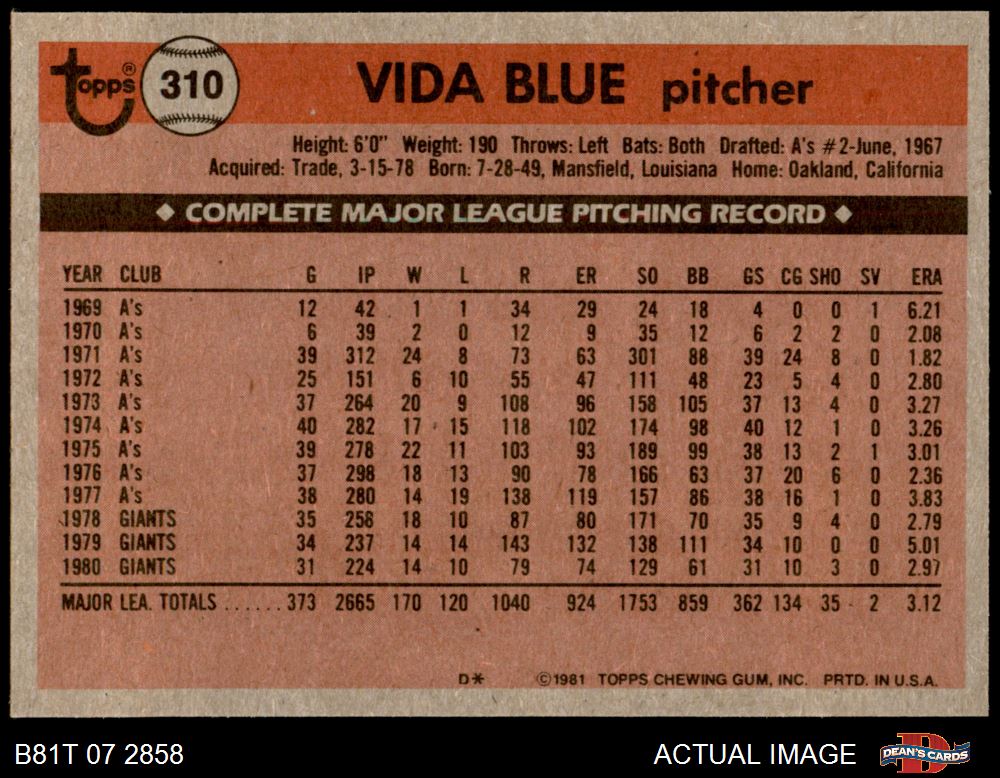 Topps® 310 VIDA BLUE pitcher
Height: 6'0" Weight: 190 Throws: Left Bats: Both Drafted: A's #2-June, 1967
Acquired: Trade, 3-15-78 Born: 7-28-49, Mansfield, Louisiana Home: Oakland, California
◆ COMPLETE MAJOR LEAGUE PITCHING RECORD ◆
YEAR CLUB G IP W L R ER SO BB GS CG SHO SV ERA
1969 A's 12 42 1 1 34 29 24 18 4 0 0 1 6.21
1970 A's 6 39 2 0 12 9 35 12 6 2 2 0 2.08
1971 A's 39 312 24 8 73 63 301 88 39 24 8 0 1.82
1972 A's 25 151 6 10 55 47 111 48 23 5 4 0 2.80
1973 A's 37 264 20 9 108 96 158 105 37 13 4 0 3.27
1974 A's 40 282 17 15 118 102 174 98 40 12 1 0 3.26
1975 A's 39 278 22 11 103 93 189 99 38 13 2 1 3.01
1976 A's 37 298 18 13 90 78 166 63 37 20 6 0 2.36
1977 A's 38 280 14 19 138 119 157 86 38 16 1 0 3.83
1978 GIANTS 35 258 18 10 87 80 171 70 35 9 4 0 2.79
1979 GIANTS 34 237 14 14 143 132 138 111 34 10 0 0 5.01
1980 GIANTS 31 224 14 10 79 74 129 61 31 10 3 0 2.97
MAJOR LEA. TOTALS ...... 373 2665 170 120 1040 924 1753 859 362 134 35 2 3.12
D* ©1981 TOPPS CHEWING GUM, INC. PRTD. IN U.S.A.
B81T 07 2858 ACTUAL IMAGE DEAN'S CARDS